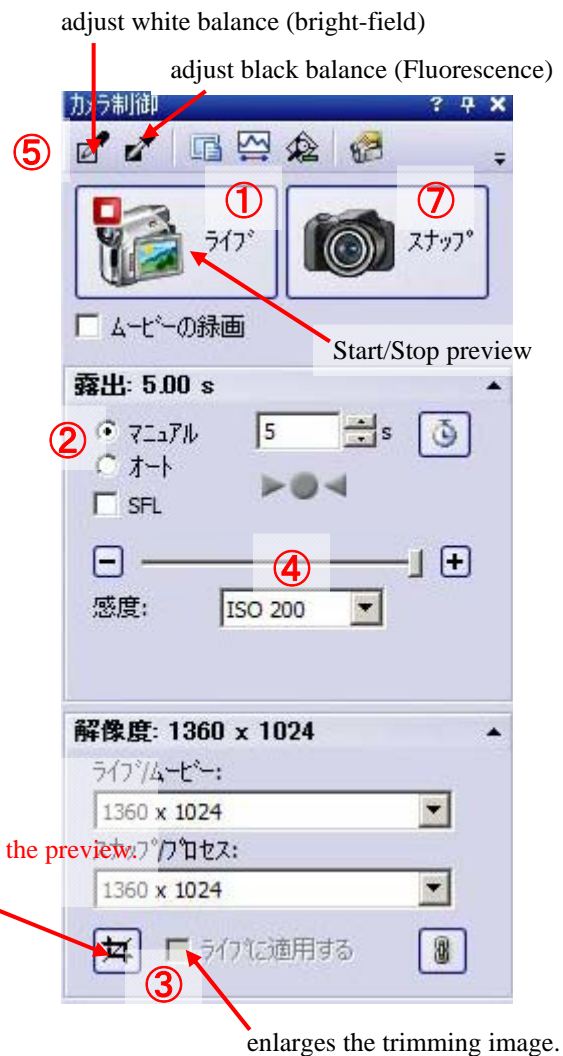 adjust white balance (bright-field)
adjust black balance (Fluorescence)
カメラ制御
⑤
① ライブ
⑦ スナップ
ムービーの録画
Start/Stop preview
露出: 5.00 s
② マニュアル 5 s
オート
SFL
④
感度: ISO 200
解像度: 1360 x 1024
ライブ/ムービー:
1360 x 1024
the preview.
スナップ/プロセス:
1360 x 1024
ライブに適用する
③
enlarges the trimming image.